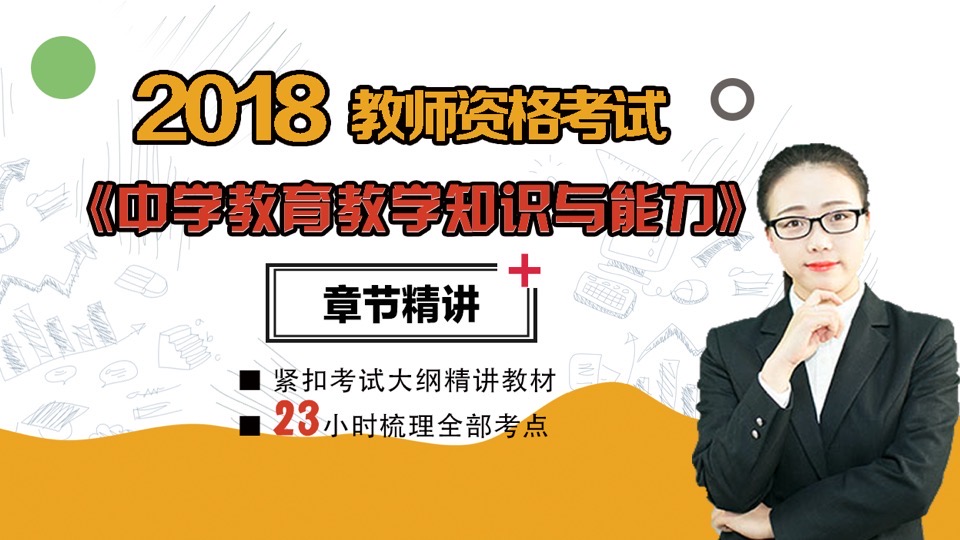 2018 教师资格考试
《中学教育教学知识与能力》
章节精讲
■ 紧扣考试大纲精讲教材
■ 23小时梳理全部考点